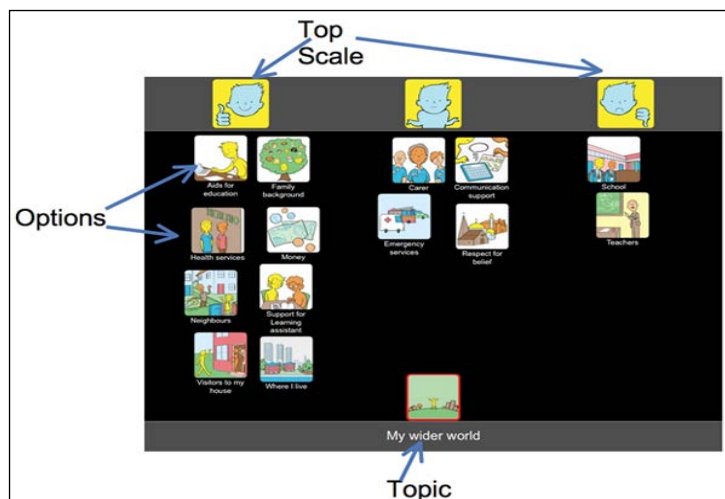 Top
Scale
Options
Aids for
education
Family
background
Carer
Communication
support
School
Health services
Money
Emergency
services
Respect for
belief
Teachers
Neighbours
Support for
Learning
assistant
Visitors to my
house
Where I live
My wider world
Topic